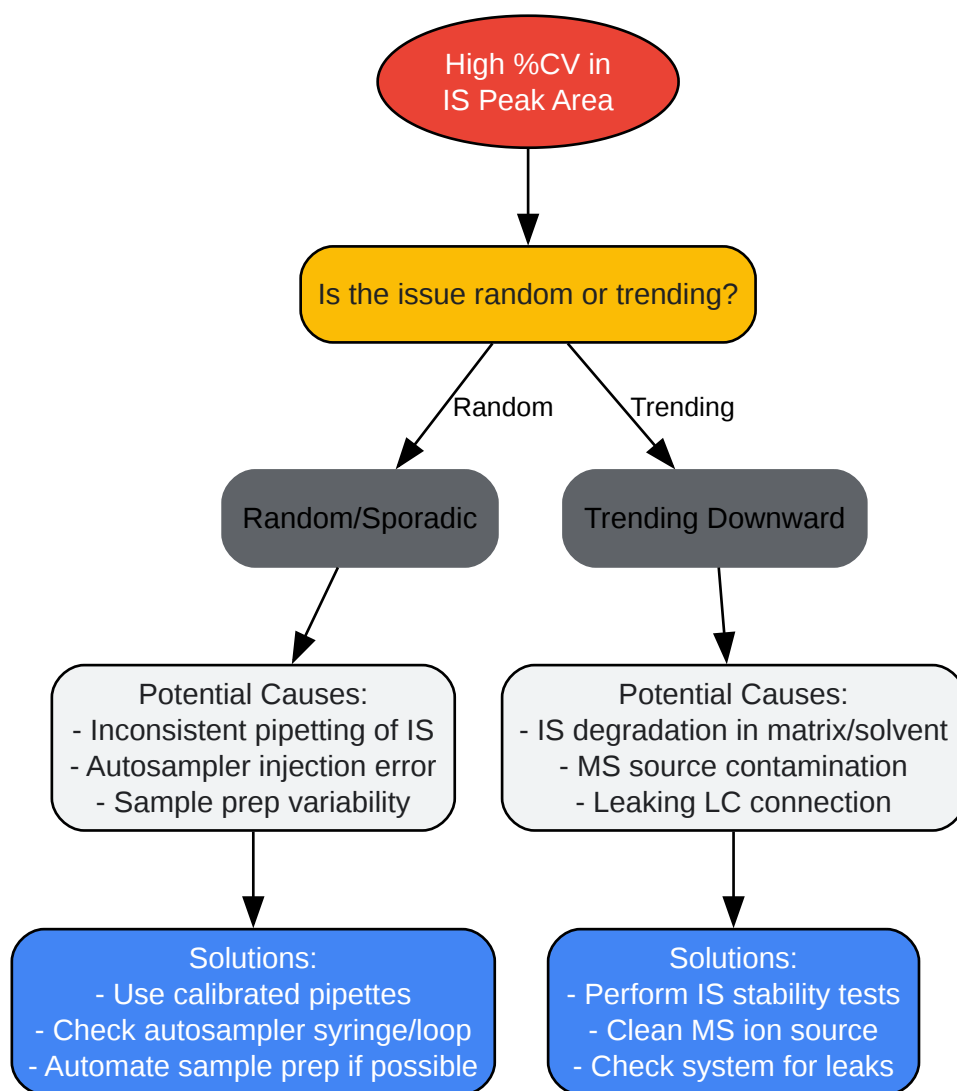 High %CV in
IS Peak Area
Is the issue random or trending?
Random
Trending
Random/Sporadic
Trending Downward
Potential Causes:
- Inconsistent pipetting of IS
- Autosampler injection error
- Sample prep variability
Potential Causes:
- IS degradation in matrix/solvent
- MS source contamination
- Leaking LC connection
Solutions:
- Use calibrated pipettes
- Check autosampler syringe/loop
- Automate sample prep if possible
Solutions:
- Perform IS stability tests
- Clean MS ion source
- Check system for leaks